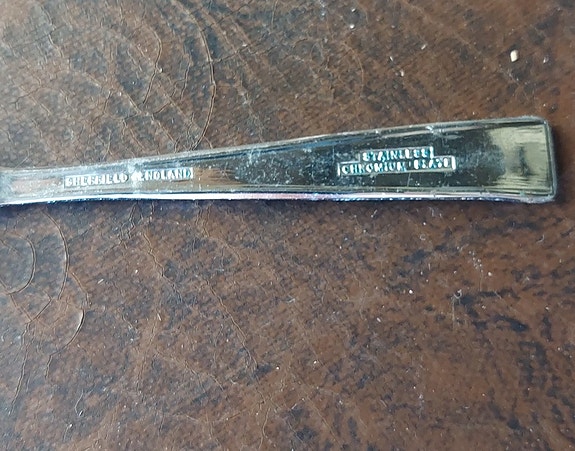 SHEFFIELD ENGLAND
STAINLESS
CHROMIUM PLATE